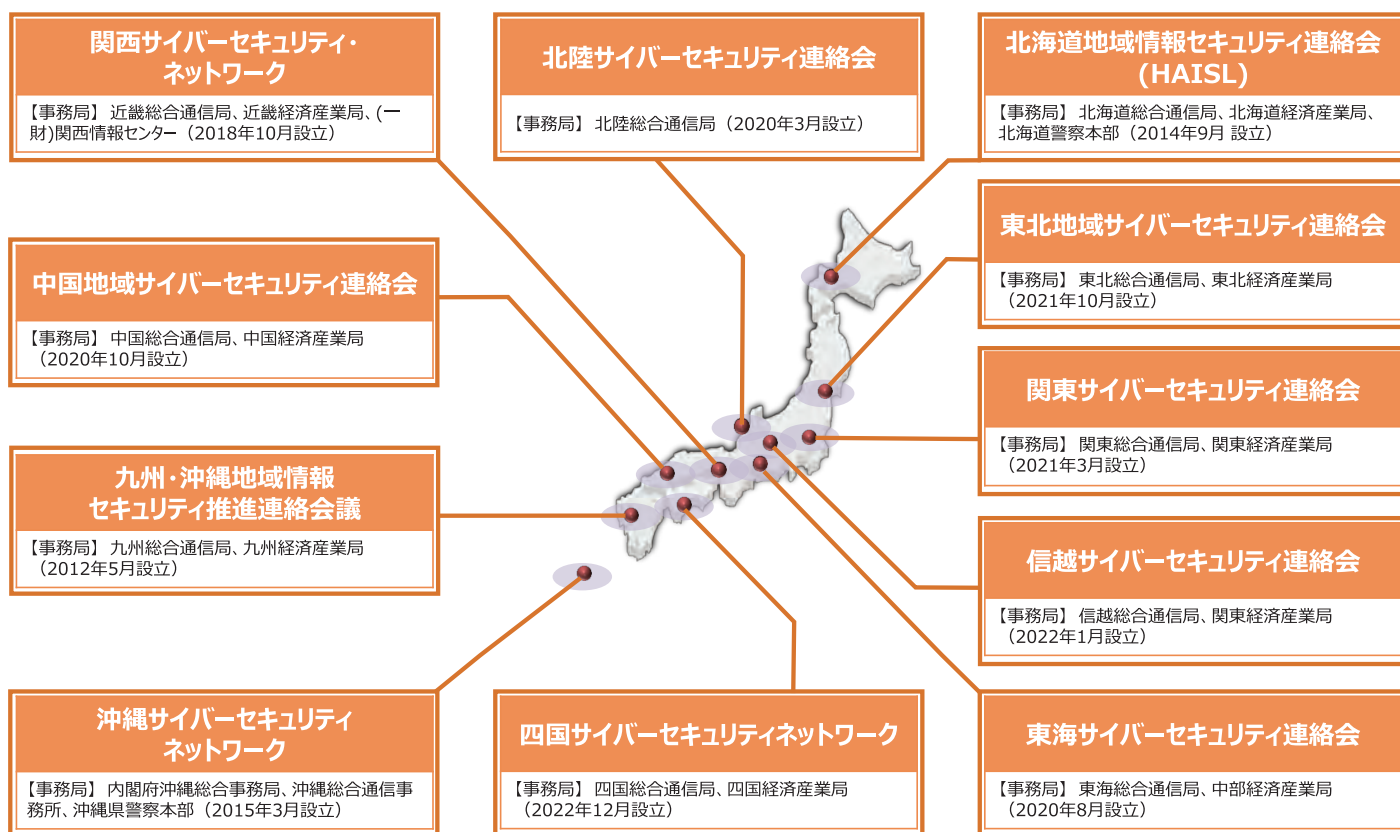 関西サイバーセキュリティ・
ネットワーク
【事務局】 近畿総合通信局、近畿経済産業局、(一
財)関西情報センター（2018年10月設立）
北陸サイバーセキュリティ連絡会
【事務局】 北陸総合通信局（2020年3月設立）
北海道地域情報セキュリティ連絡会
(HAISL)
【事務局】 北海道総合通信局、北海道経済産業局、
北海道警察本部（2014年9月 設立）
東北地域サイバーセキュリティ連絡会
【事務局】 東北総合通信局、東北経済産業局
（2021年10月設立）
中国地域サイバーセキュリティ連絡会
【事務局】 中国総合通信局、中国経済産業局
（2020年10月設立）
関東サイバーセキュリティ連絡会
【事務局】 関東総合通信局、関東経済産業局
（2021年3月設立）
九州・沖縄地域情報
セキュリティ推進連絡会議
【事務局】 九州総合通信局、九州経済産業局
（2012年5月設立）
信越サイバーセキュリティ連絡会
【事務局】 信越総合通信局、関東経済産業局
（2022年1月設立）
沖縄サイバーセキュリティ
ネットワーク
【事務局】 内閣府沖縄総合事務局、沖縄総合通信事
務所、沖縄県警察本部（2015年3月設立）
四国サイバーセキュリティネットワーク
【事務局】 四国総合通信局、四国経済産業局
（2022年12月設立）
東海サイバーセキュリティ連絡会
【事務局】 東海総合通信局、中部経済産業局
（2020年8月設立）